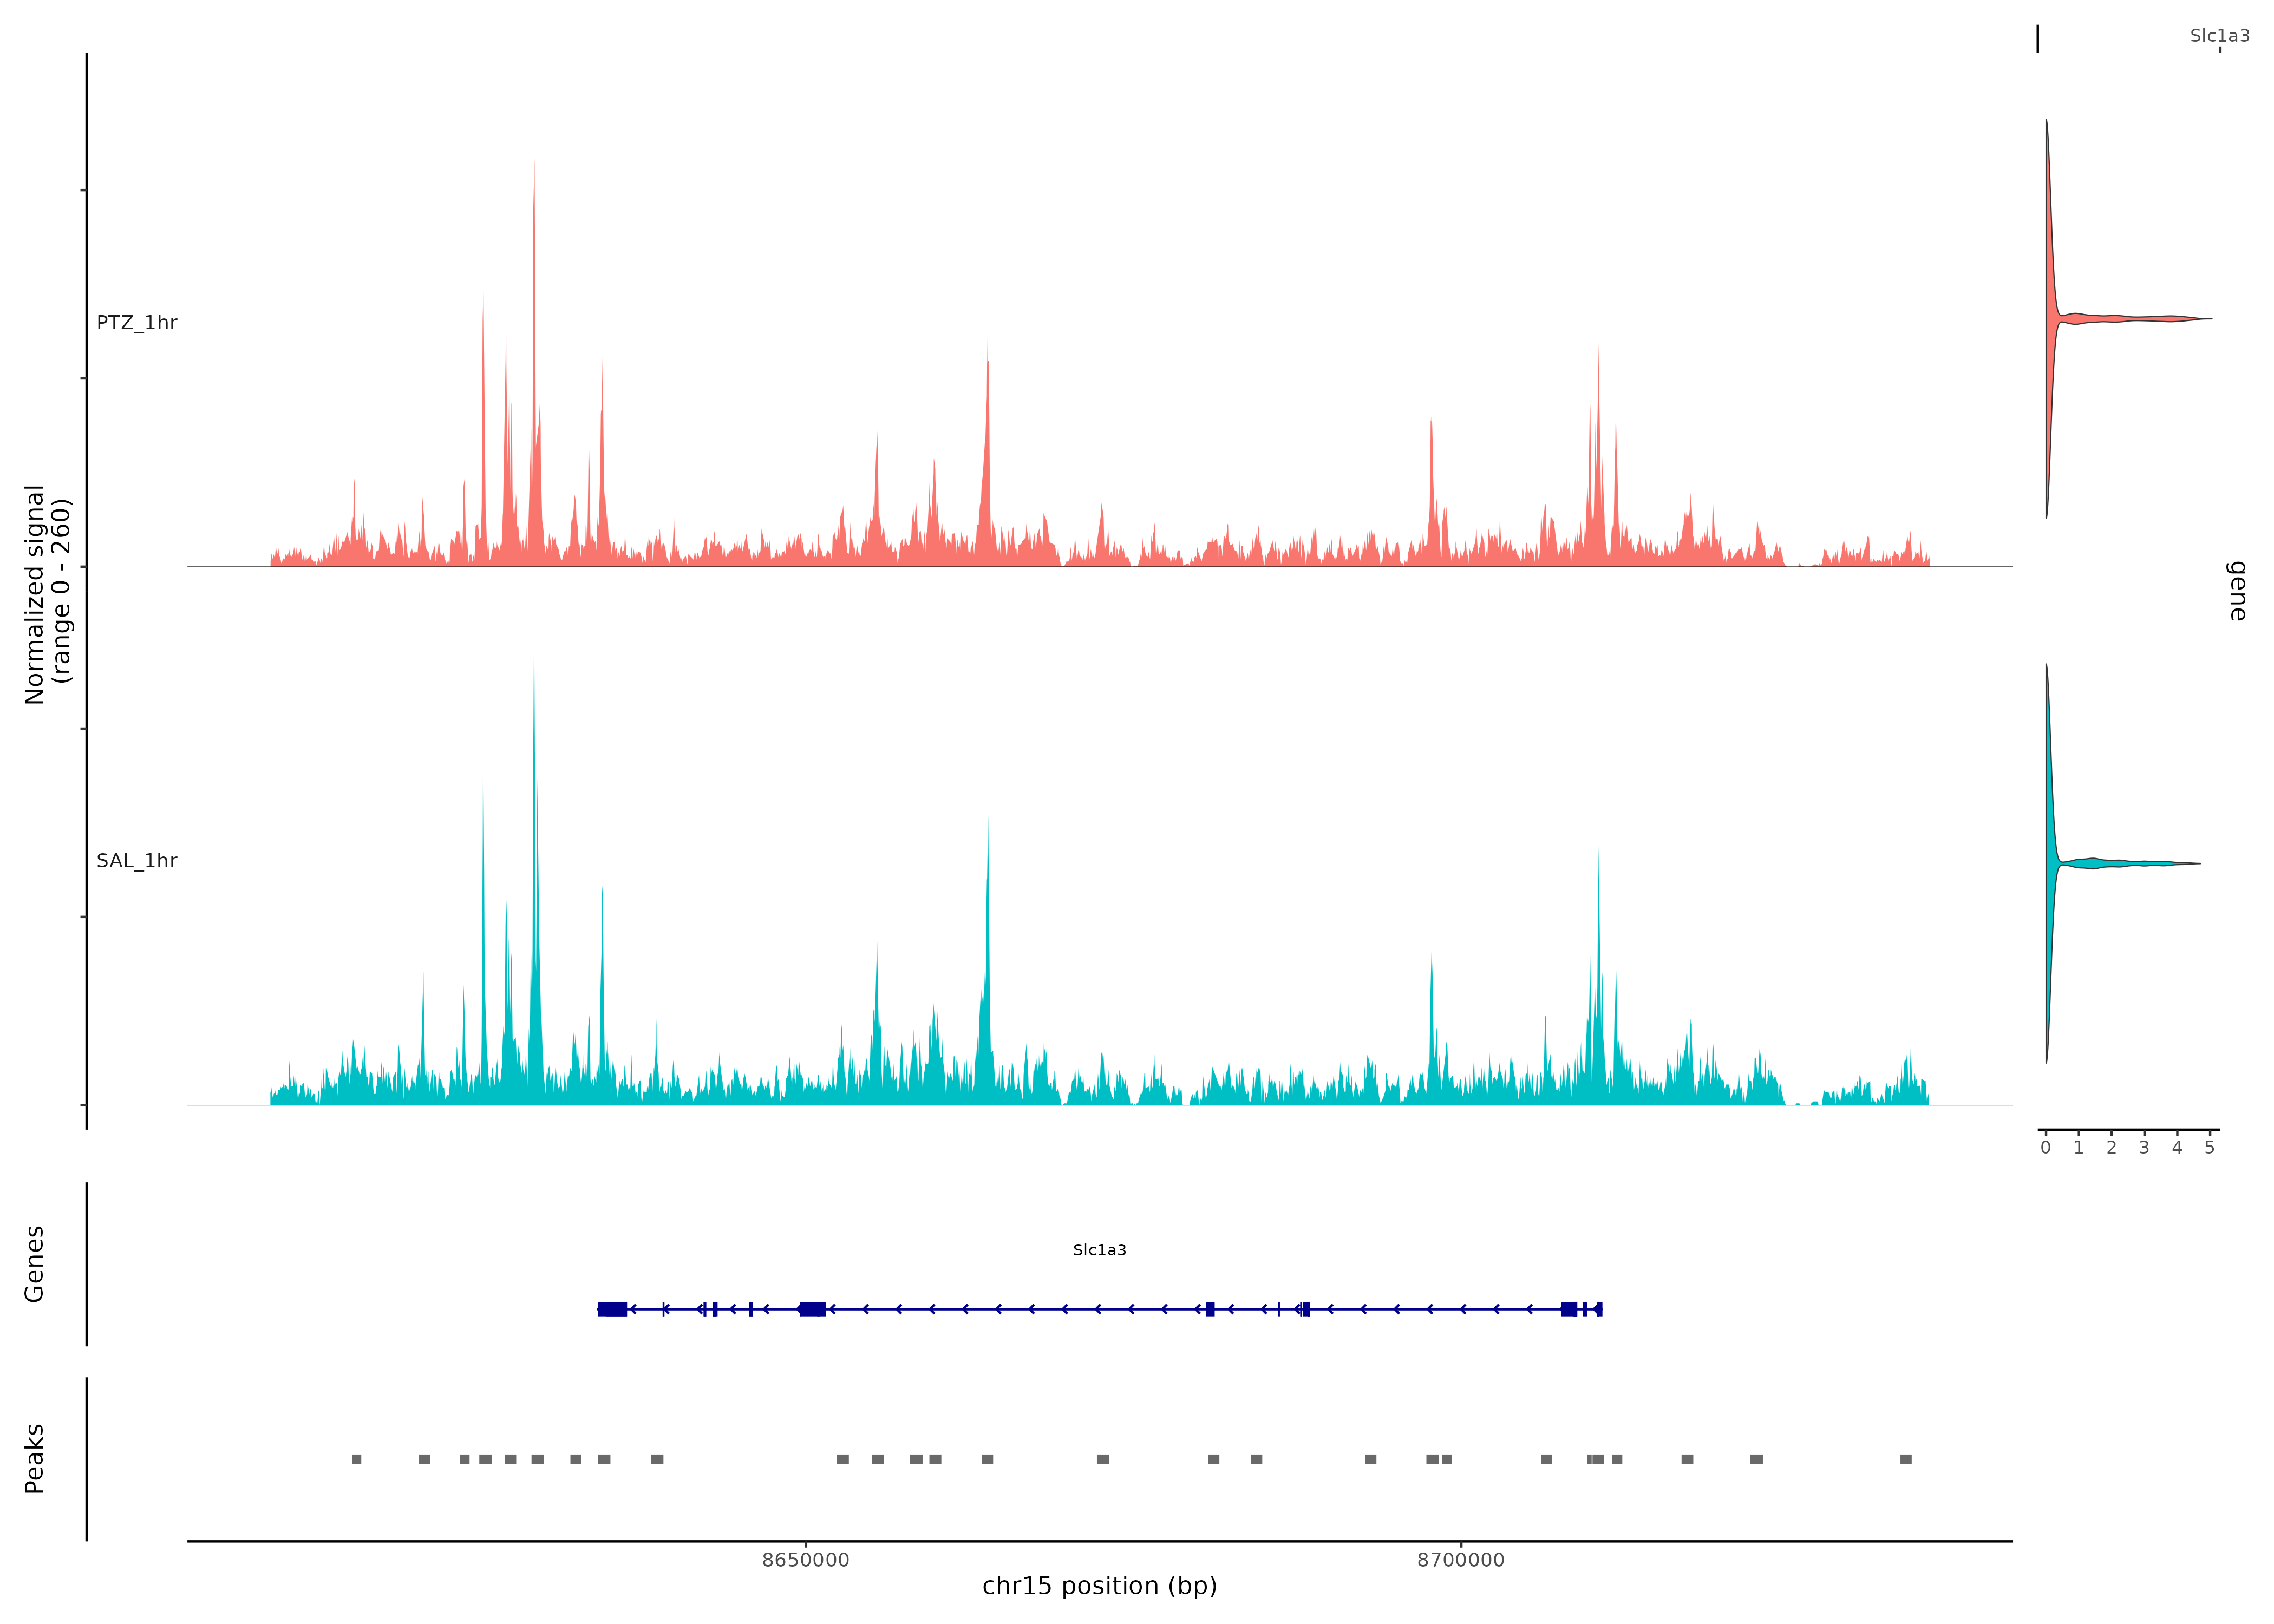 Slc1a3
Normalized signal
(range 0 - 260)
PTZ_1hr
SAL_1hr
gene
0 1 2 3 4 5
Genes
Slc1a3
Peaks
8650000 8700000
chr15 position (bp)